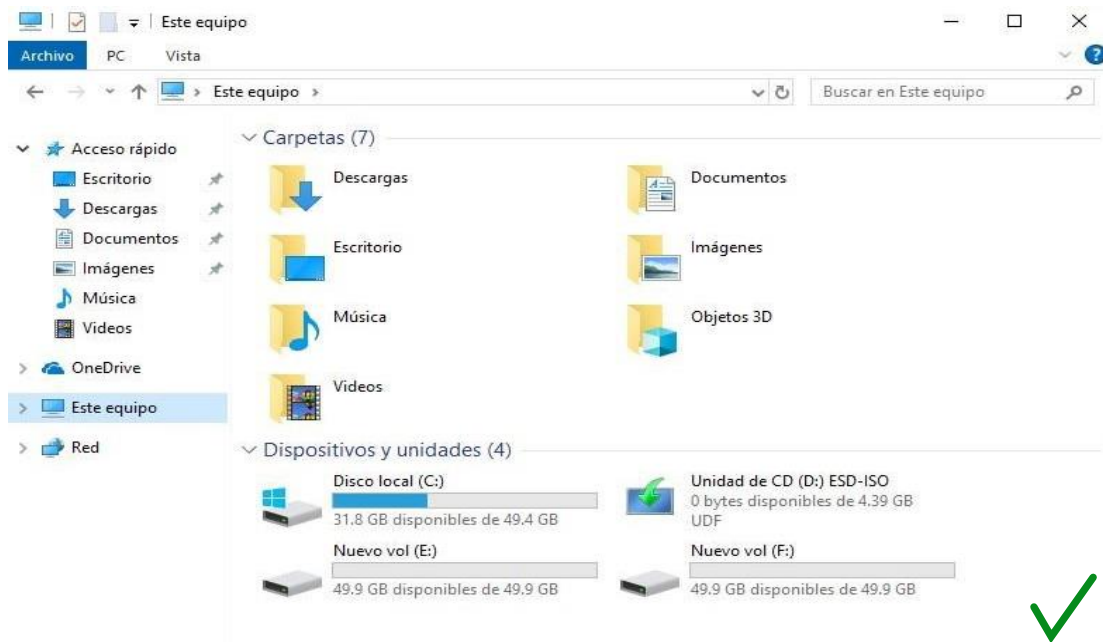 Este equipo
Archivo PC Vista
Este equipo
Buscar en Este equipo
Acceso rápido
Escritorio
Descargas
Documentos
Imágenes
Música
Videos
OneDrive
Este equipo
Red
Carpetas (7)
Descargas
Documentos
Escritorio
Imágenes
Música
Objetos 3D
Videos
Dispositivos y unidades (4)
Disco local (C:)
31.8 GB disponibles de 49.4 GB
Unidad de CD (D:) ESD-ISO
0 bytes disponibles de 4.39 GB
UDF
Nuevo vol (E:)
49.9 GB disponibles de 49.9 GB
Nuevo vol (F:)
49.9 GB disponibles de 49.9 GB